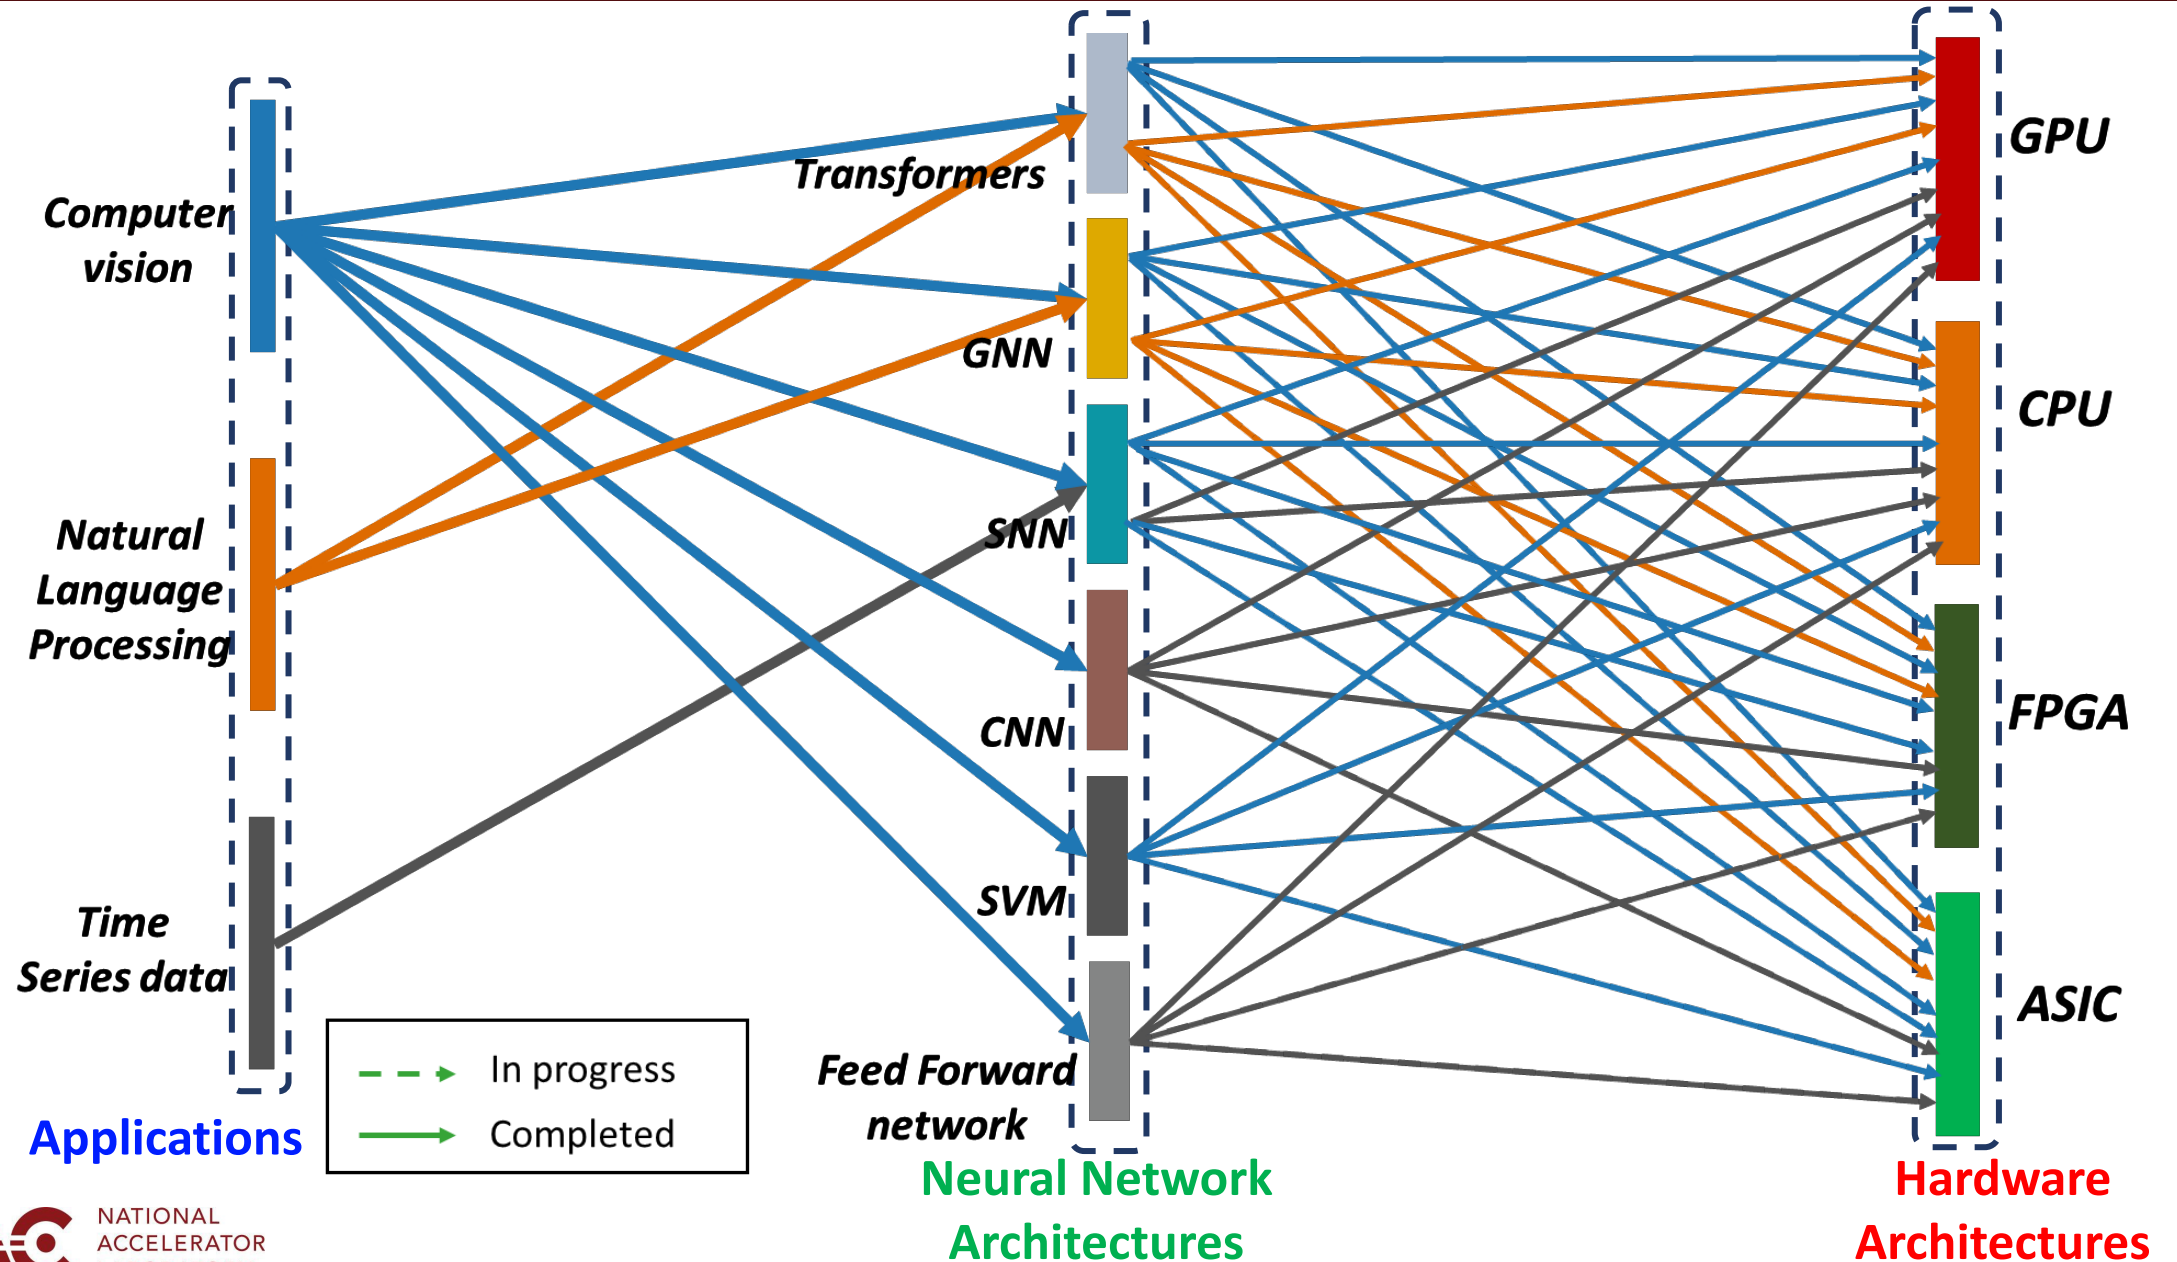 Computer
vision
Natural
Language
Processing
Time
Series data
Applications
In progress
Completed
Transformers
GNN
SNN
CNN
SVM
Feed Forward
network
Neural Network
Architectures
GPU
CPU
FPGA
ASIC
Hardware
Architectures
NATIONAL
ACCELERATOR